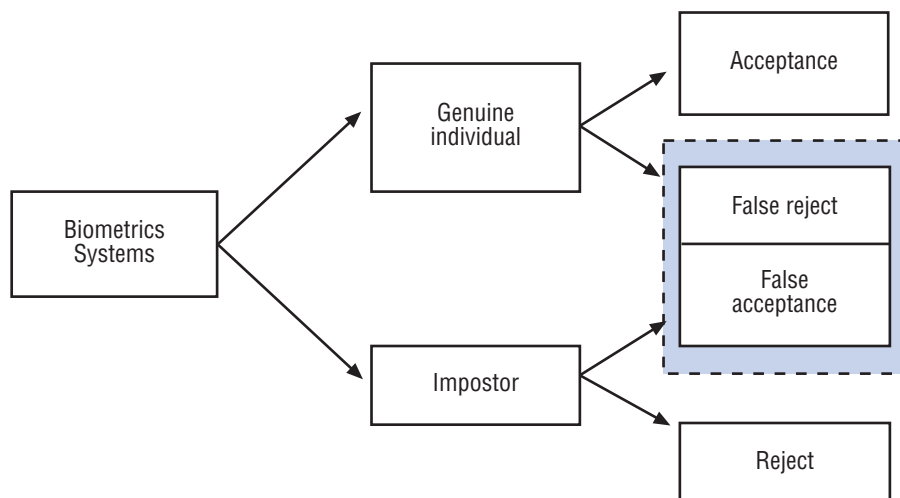 Biometrics
Systems
Genuine
individual
Impostor
Acceptance
False reject
False
acceptance
Reject